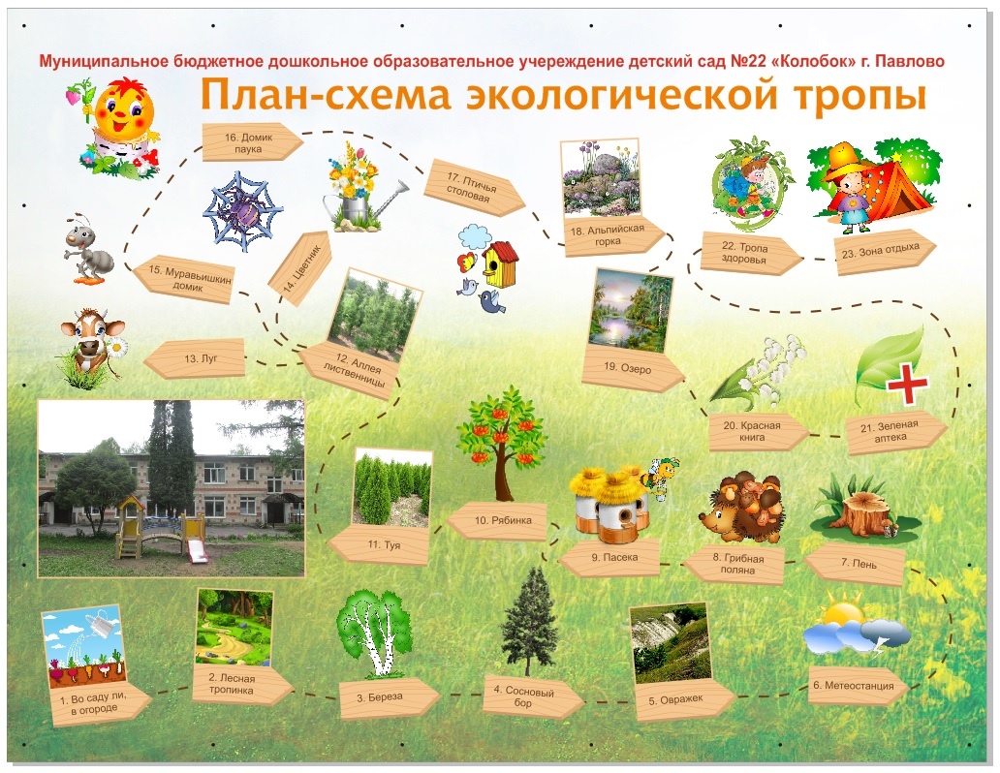 Муниципальное бюджетное дошкольное образовательное учереждение детский сад №22 «Колобок» г. Павлово
План-схема экологической тропы
16. Домик
паука
17. Птичья
столовая
18. Альпийская
горка
22. Тропа
здоровья
23. Зона отдыха
15. Муравьишкин
домик
14. Цветник
13. Луг
12. Аллея
лиственницы
19. Озеро
20. Красная
книга
21. Зеленая
аптека
11. Туя
10. Рябинка
9. Пасека
8. Грибная
поляна
7. Пень
1. Во саду ли,
в огороде
2. Лесная
тропинка
3. Береза
4. Сосновый
бор
5. Овражек
6. Метеостанция